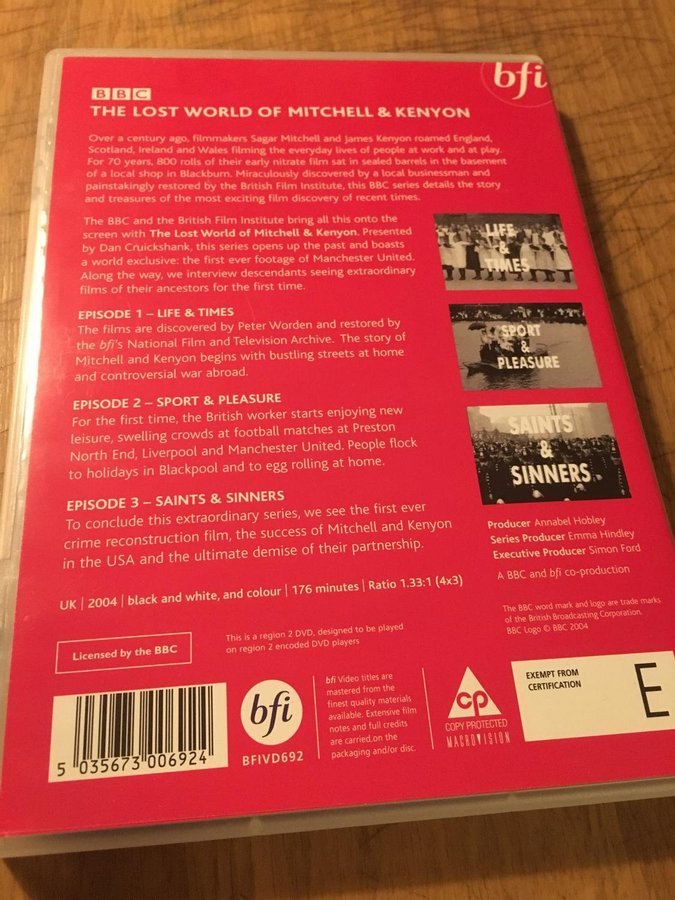 bfi
BBC
THE LOST WORLD OF MITCHELL & KENYON
Over a century ago, filmmakers Sagar Mitchell and James Kenyon roamed England,
Scotland, Ireland and Wales filming the everyday lives of people at work and at play.
For 70 years, 800 rolls of their early nitrate film sat in sealed barrels in the basement
of a local shop in Blackburn. Miraculously discovered by a local businessman and
painstakingly restored by the British Film Institute, this BBC series details the story
and treasures of the most exciting film discovery of recent times.
The BBC and the British Film Institute bring all this onto the
screen with The Lost World of Mitchell & Kenyon. Presented
by Dan Cruickshank, this series opens up the past and boasts
a world exclusive: the first ever footage of Manchester United.
Along the way, we interview descendants seeing extraordinary
films of their ancestors for the first time.
EPISODE 1 – LIFE & TIMES
The films are discovered by Peter Worden and restored by
the bfi's National Film and Television Archive. The story of
Mitchell and Kenyon begins with bustling streets at home
and controversial war abroad.
EPISODE 2 – SPORT & PLEASURE
For the first time, the British worker starts enjoying new
leisure, swelling crowds at football matches at Preston
North End, Liverpool and Manchester United. People flock
to holidays in Blackpool and to egg rolling at home.
EPISODE 3 – SAINTS & SINNERS
To conclude this extraordinary series, we see the first ever
crime reconstruction film, the success of Mitchell and Kenyon
in the USA and the ultimate demise of their partnership.
LIFE
&
TIMES
SPORT
&
PLEASURE
SAINTS
&
SINNERS
Producer Annabel Hobley
Series Producer Emma Hindley
Executive Producer Simon Ford
A BBC and bfi co-production
UK | 2004 | black and white, and colour | 176 minutes | Ratio 1.33:1 (4x3)
The BBC word mark and logo are trade marks
of the British Broadcasting Corporation.
BBC Logo © BBC 2004
Licensed by the BBC
This is a region 2 DVD, designed to be played
on region 2 encoded DVD players
5 035673 006924
bfi
BFIVD692
bfi Video titles are
mastered from the
finest quality materials
available. Extensive film
notes and full credits
are carried on the
packaging and/or disc.
cp
COPY PROTECTED
MACROVISION
EXEMPT FROM
CERTIFICATION
E